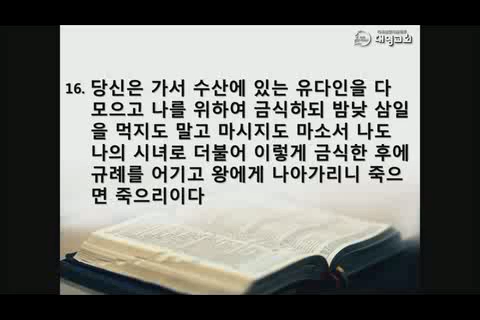 대영교회
16. 당신은 가서 수산에 있는 유다인을 다
모으고 나를 위하여 금식하되 밤낮 삼일
을 먹지도 말고 마시지도 마소서 나도
나의 시녀로 더불어 이렇게 금식한 후에
규례를 어기고 왕에게 나아가리니 죽으
면 죽으리이다